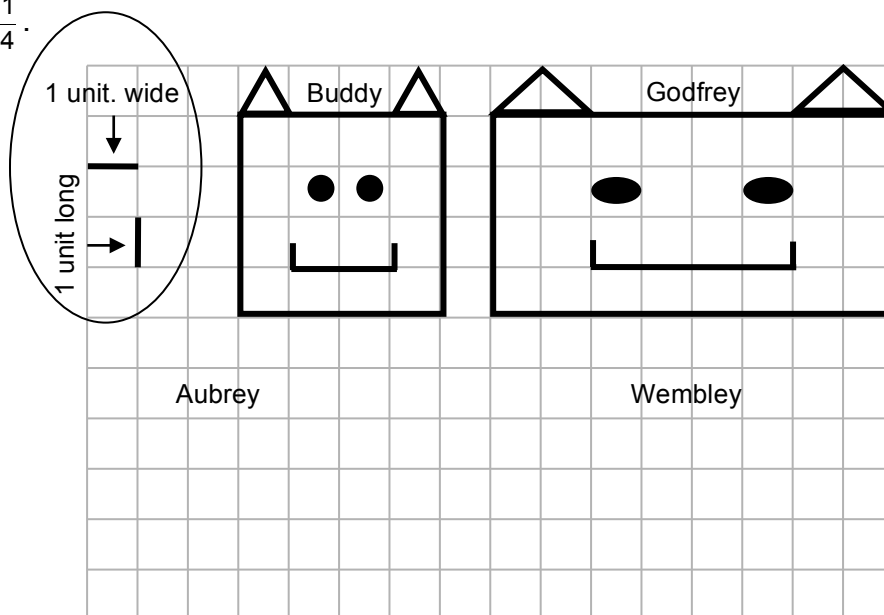 1/4.
1 unit. wide
Buddy
Godfrey
1 unit long
Aubrey
Wembley